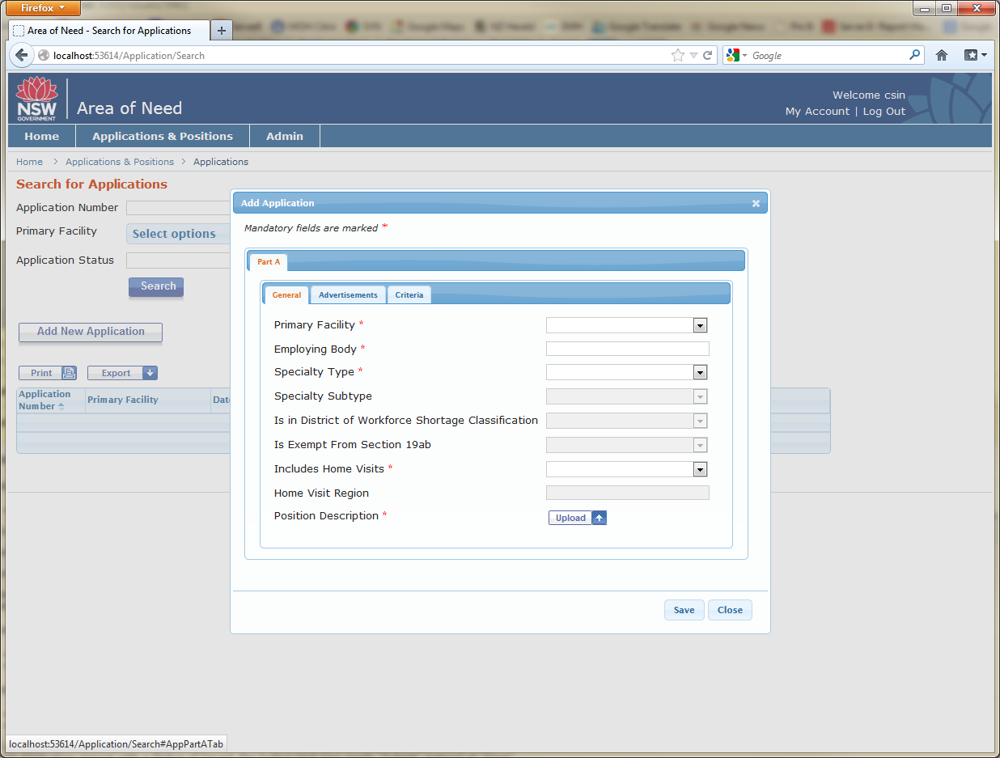 Firefox
Area of Need - Search for Applications
localhost:53614/Application/Search
Google
NSW
GOVERNMENT
Area of Need
Welcome csin
My Account | Log Out
Home
Applications & Positions
Admin
Home > Applications & Positions > Applications
Search for Applications
Application Number
Primary Facility
Select options
Application Status
Search
Add New Application
Print
Export
Application Number
Primary Facility
Add Application
Mandatory fields are marked *
Part A
General
Advertisements
Criteria
Primary Facility *
Employing Body *
Specialty Type *
Specialty Subtype
Is in District of Workforce Shortage Classification
Is Exempt From Section 19ab
Includes Home Visits *
Home Visit Region
Position Description *
Upload
Save
Close
localhost:53614/Application/Search#AppPartATab